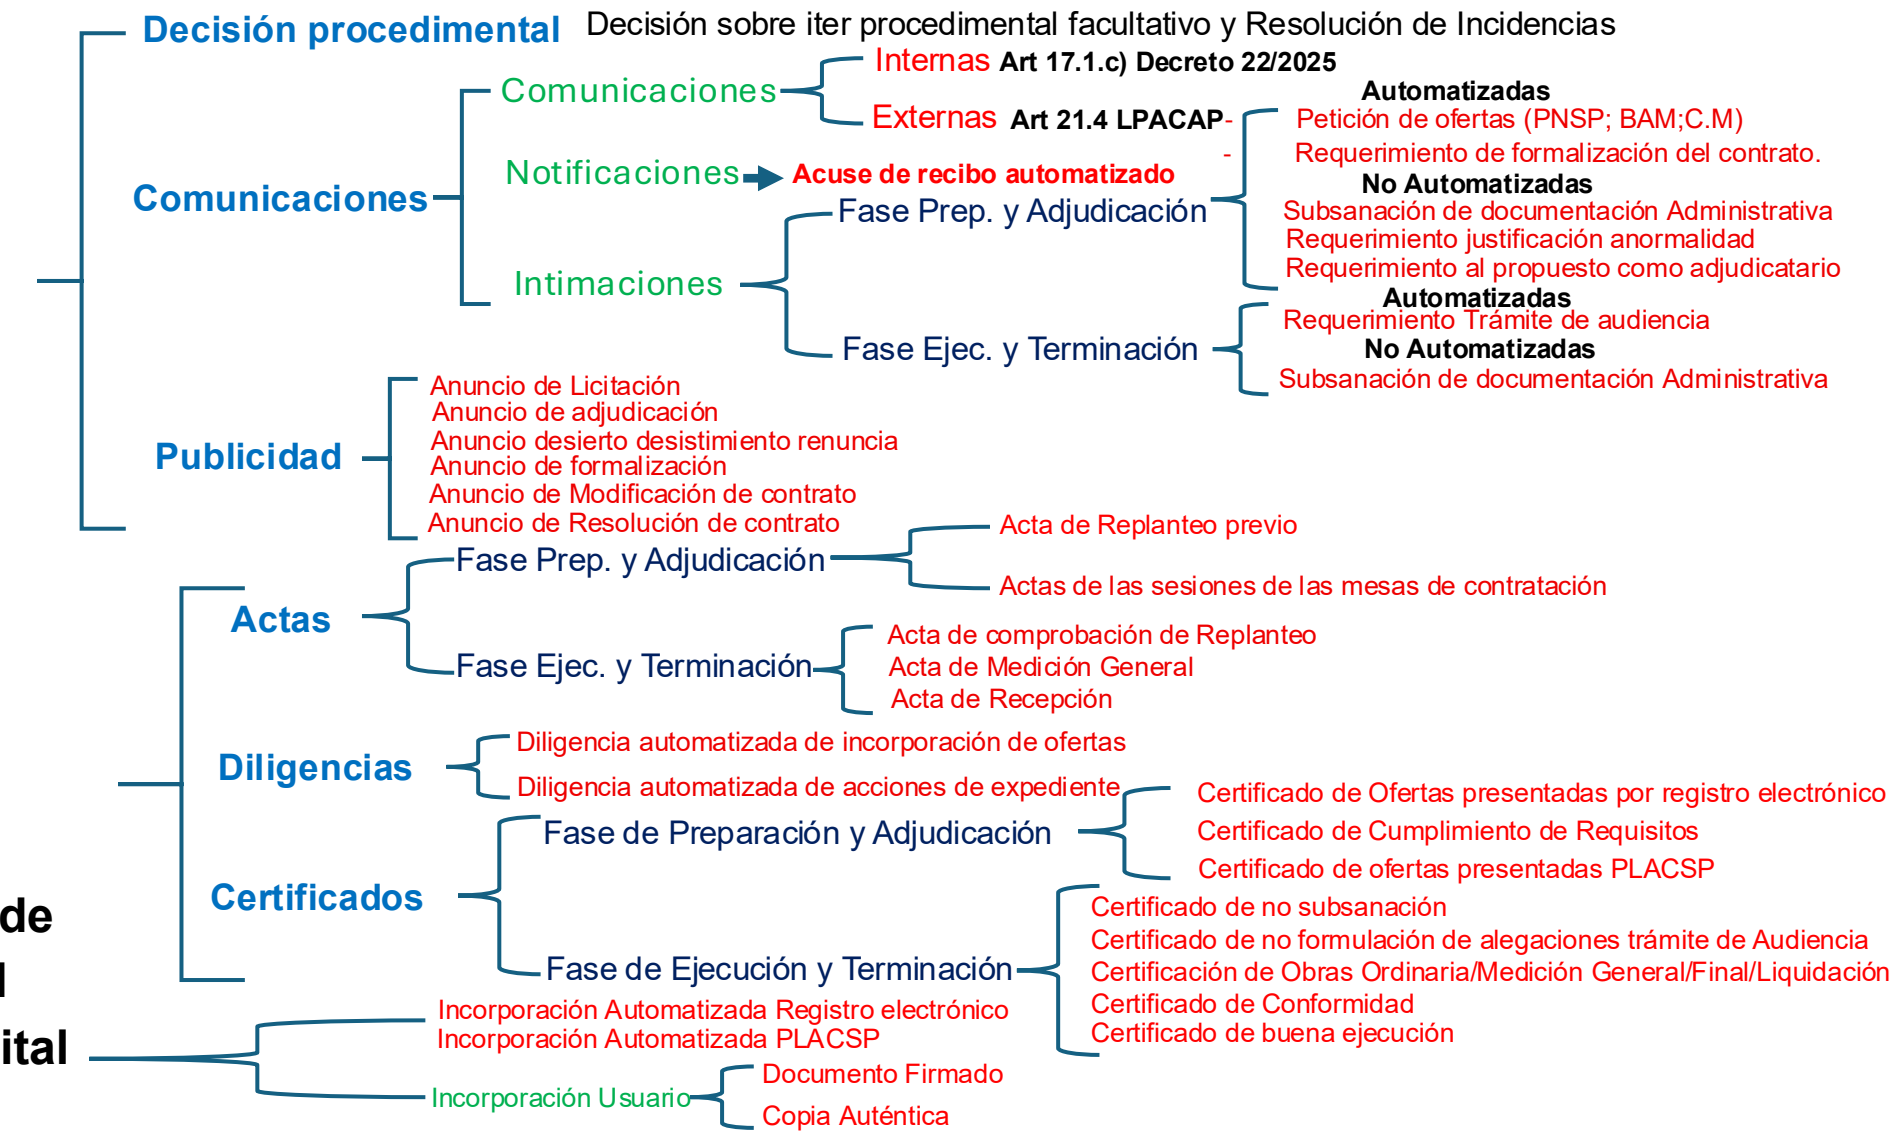 Decisión procedimental Decisión sobre iter procedimental facultativo y Resolución de Incidencias
Comunicaciones
Comunicaciones
Internas Art 17.1.c) Decreto 22/2025
Externas Art 21.4 LPACAP-
-
Notificaciones
Acuse de recibo automatizado
Intimaciones
Fase Prep. y Adjudicación
Automatizadas
Petición de ofertas (PNSP; BAM;C.M)
Requerimiento de formalización del contrato.
No Automatizadas
Subsanación de documentación Administrativa
Requerimiento justificación anormalidad
Requerimiento al propuesto como adjudicatario
Fase Ejec. y Terminación
Automatizadas
Requerimiento Trámite de audiencia
No Automatizadas
Subsanación de documentación Administrativa
Publicidad
Anuncio de Licitación
Anuncio de adjudicación
Anuncio desierto desistimiento renuncia
Anuncio de formalización
Anuncio de Modificación de contrato
Anuncio de Resolución de contrato
Actas
Fase Prep. y Adjudicación
Acta de Replanteo previo
Actas de las sesiones de las mesas de contratación
Fase Ejec. y Terminación
Acta de comprobación de Replanteo
Acta de Medición General
Acta de Recepción
Diligencias
Diligencia automatizada de incorporación de ofertas
Diligencia automatizada de acciones de expediente
Certificados
Fase de Preparación y Adjudicación
Certificado de Ofertas presentadas por registro electrónico
Certificado de Cumplimiento de Requisitos
Certificado de ofertas presentadas PLACSP
Fase de Ejecución y Terminación
Certificado de no subsanación
Certificado de no formulación de alegaciones trámite de Audiencia
Certificación de Obras Ordinaria/Medición General/Final/Liquidación
Certificado de Conformidad
Certificado de buena ejecución
de
l
ital
Incorporación Automatizada Registro electrónico
Incorporación Automatizada PLACSP
Incorporación Usuario
Documento Firmado
Copia Auténtica